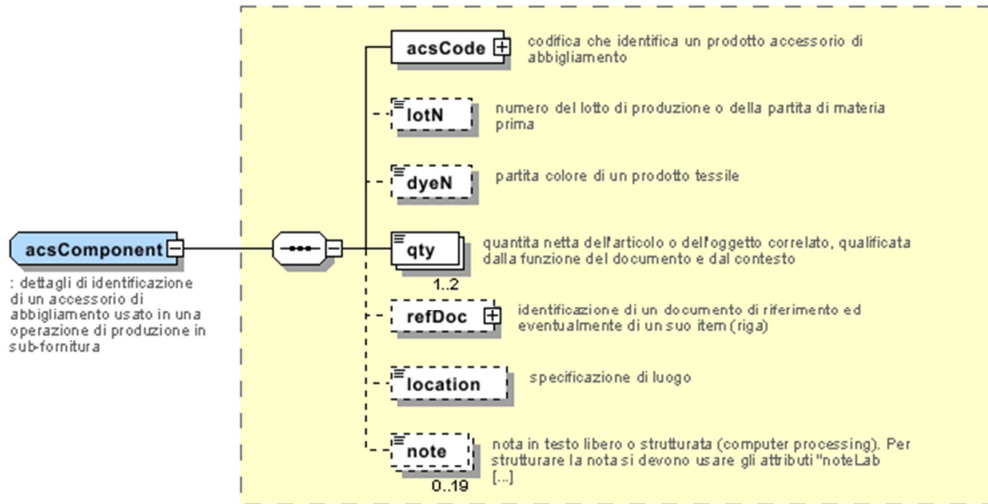 acsCode
codifica che identifica un prodotto accessorio di
abbigliamento
lotN
numero del lotto di produzione o della partita di materia
prima
dyeN
partita colore di un prodotto tessile
acsComponent
: dettagli di identificazione
di un accessorio di
abbigliamento usato in una
operazione di produzione in
sub-fornitura
qty
1..2
quantita netta dell'articolo o dell'oggetto correlato, qualificata
dalla funzione del documento e dal contesto
refDoc
identificazione di un documento di riferimento ed
eventualmente di un suo item (riga)
location
specificazione di luogo
note
0..19
nota in testo libero o strutturata (computer processing). Per
strutturare la nota si devono usare gli attributi "noteLab
[...]